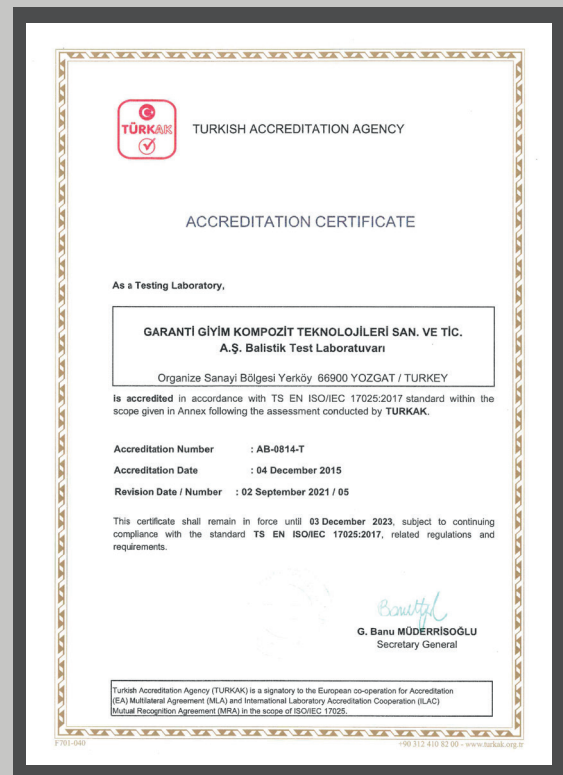 TÜRKAK
TURKISH ACCREDITATION AGENCY
ACCREDITATION CERTIFICATE
As a Testing Laboratory,
GARANTİ GİYİM KOMPOZİT TEKNOLOJİLERİ SAN. VE TİC.
A.Ş. Balistik Test Laboratuvarı
Organize Sanayi Bölgesi Yerköy 66900 YOZGAT / TURKEY
is accredited in accordance with TS EN ISO/IEC 17025:2017 standard within the
scope given in Annex following the assessment conducted by TURKAK.
Accreditation Number : AB-0814-T
Accreditation Date : 04 December 2015
Revision Date / Number : 02 September 2021 / 05
This certificate shall remain in force until 03 December 2023, subject to continuing
compliance with the standard TS EN ISO/IEC 17025:2017, related regulations and
requirements.
G. Banu MÜDERRİSOĞLU
Secretary General
Turkish Accreditation Agency (TURKAK) is a signatory to the European co-operation for Accreditation
(EA) Multilateral Agreement (MLA) and International Laboratory Accreditation Cooperation (ILAC)
Mutual Recognition Agreement (MRA) in the scope of ISO/IEC 17025.
F701-040
+90 312 410 82 00 - www.turkak.org.tr